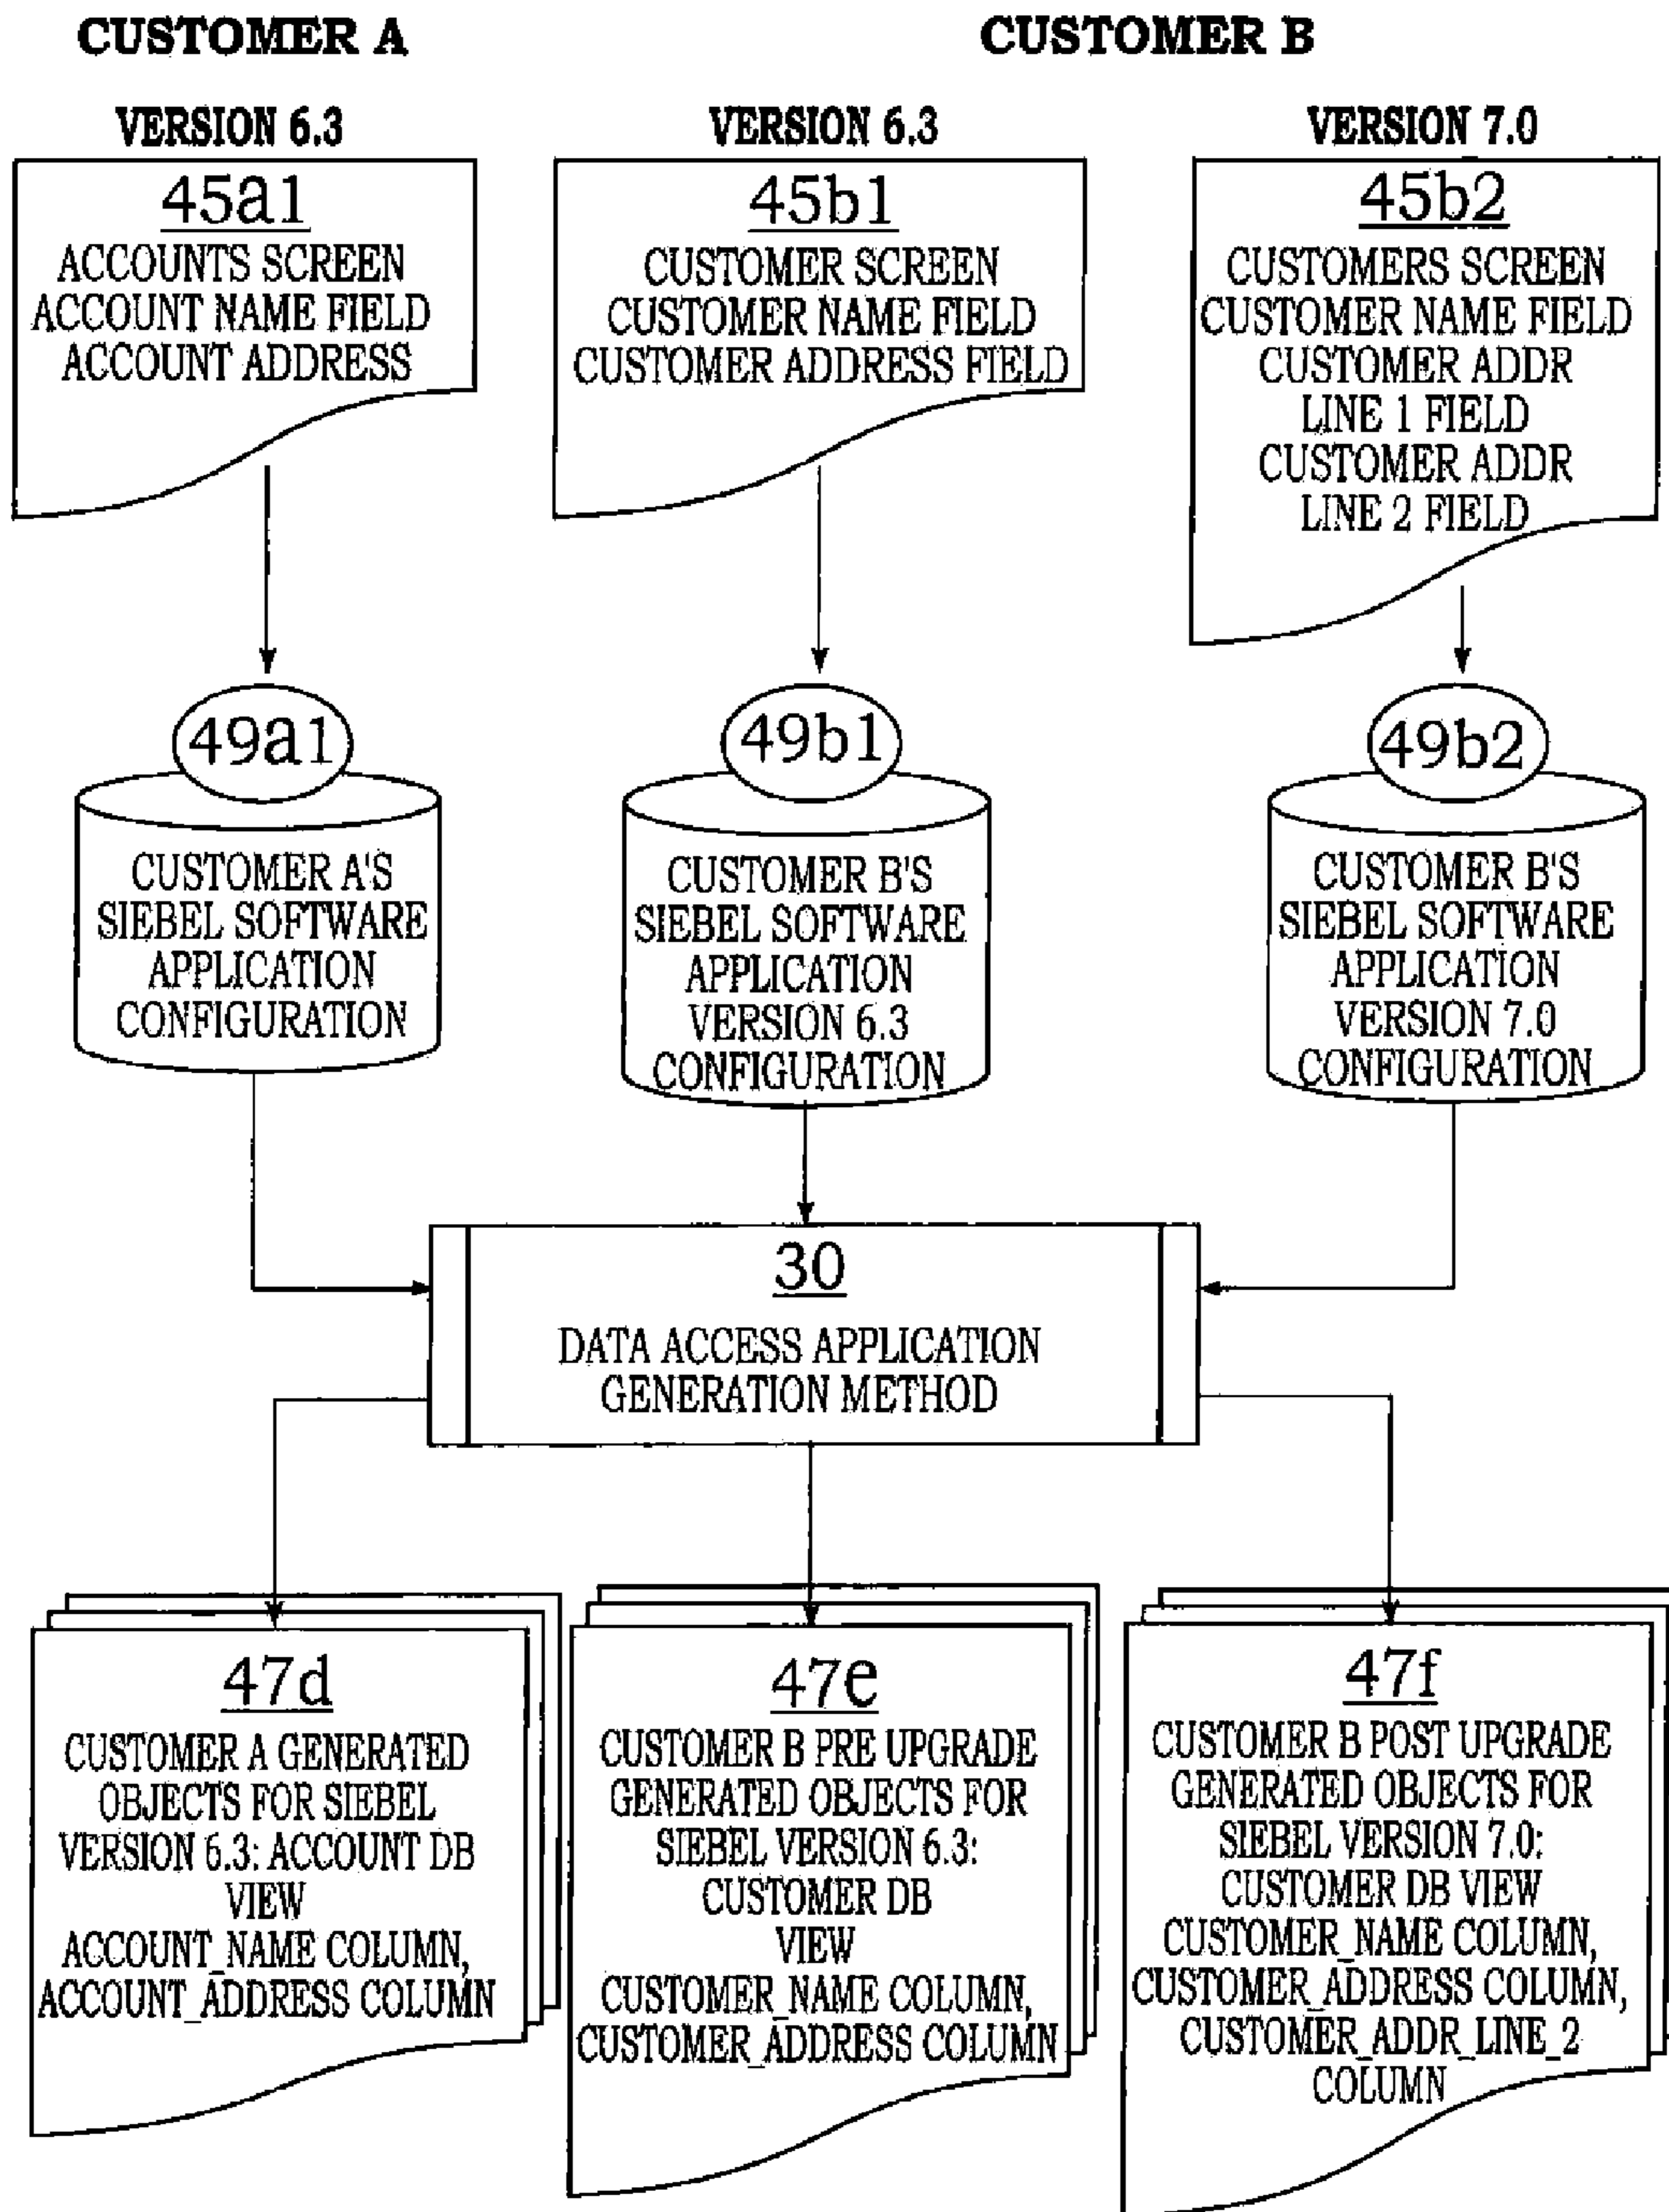 CUSTOMER A
CUSTOMER B
VERSION 6.3
VERSION 6.3
VERSION 7.0
45a1
ACCOUNTS SCREEN
ACCOUNT NAME FIELD
ACCOUNT ADDRESS
45b1
CUSTOMER SCREEN
CUSTOMER NAME FIELD
CUSTOMER ADDRESS FIELD
45b2
CUSTOMERS SCREEN
CUSTOMER NAME FIELD
CUSTOMER ADDR
LINE 1 FIELD
CUSTOMER ADDR
LINE 2 FIELD
49a1
CUSTOMER A'S
SIEBEL SOFTWARE
APPLICATION
CONFIGURATION
49b1
CUSTOMER B'S
SIEBEL SOFTWARE
APPLICATION
VERSION 6.3
CONFIGURATION
49b2
CUSTOMER B'S
SIEBEL SOFTWARE
APPLICATION
VERSION 7.0
CONFIGURATION
30
DATA ACCESS APPLICATION
GENERATION METHOD
47d
CUSTOMER A GENERATED
OBJECTS FOR SIEBEL
VERSION 6.3: ACCOUNT DB
VIEW
ACCOUNT_NAME COLUMN,
ACCOUNT_ADDRESS COLUMN
47e
CUSTOMER B PRE UPGRADE
GENERATED OBJECTS FOR
SIEBEL VERSION 6.3:
CUSTOMER DB
VIEW
CUSTOMER_NAME COLUMN,
CUSTOMER_ADDRESS COLUMN
47f
CUSTOMER B POST UPGRADE
GENERATED OBJECTS FOR
SIEBEL VERSION 7.0:
CUSTOMER DB VIEW
CUSTOMER_NAME COLUMN,
CUSTOMER_ADDRESS COLUMN,
CUSTOMER_ADDR_LINE_2
COLUMN